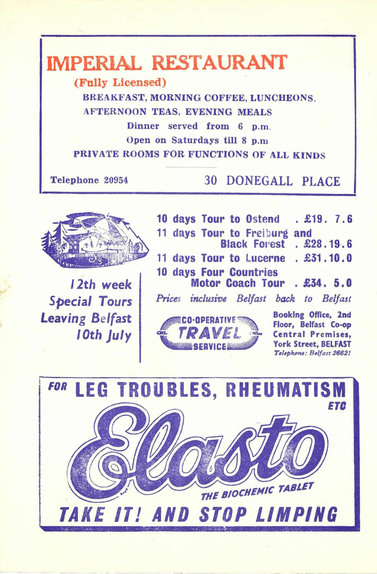 IMPERIAL RESTAURANT
(Fully Licensed)
BREAKFAST, MORNING COFFEE, LUNCHEONS,
AFTERNOON TEAS, EVENING MEALS
Dinner served from 6 p.m.
Open on Saturdays till 8 p.m
PRIVATE ROOMS FOR FUNCTIONS OF ALL KINDS
Telephone 20954 30 DONEGALL PLACE
12th week
Special Tours
Leaving Belfast
10th July
10 days Tour to Ostend . £19. 7.6
11 days Tour to Freiburg and
Black Forest . £28.19.6
11 days Tour to Lucerne . £31.10.0
10 days Four Countries
Motor Coach Tour . £34. 5.0
Prices inclusive Belfast back to Belfast
CO-OPERATIVE
TRAVEL
SERVICE
Booking Office, 2nd
Floor, Belfast Co-op
Central Premises,
York Street, BELFAST
Telephone: Belfast 26621
FOR LEG TROUBLES, RHEUMATISM
ETC
Elasto
THE BIOCHEMIC TABLET
TAKE IT! AND STOP LIMPING